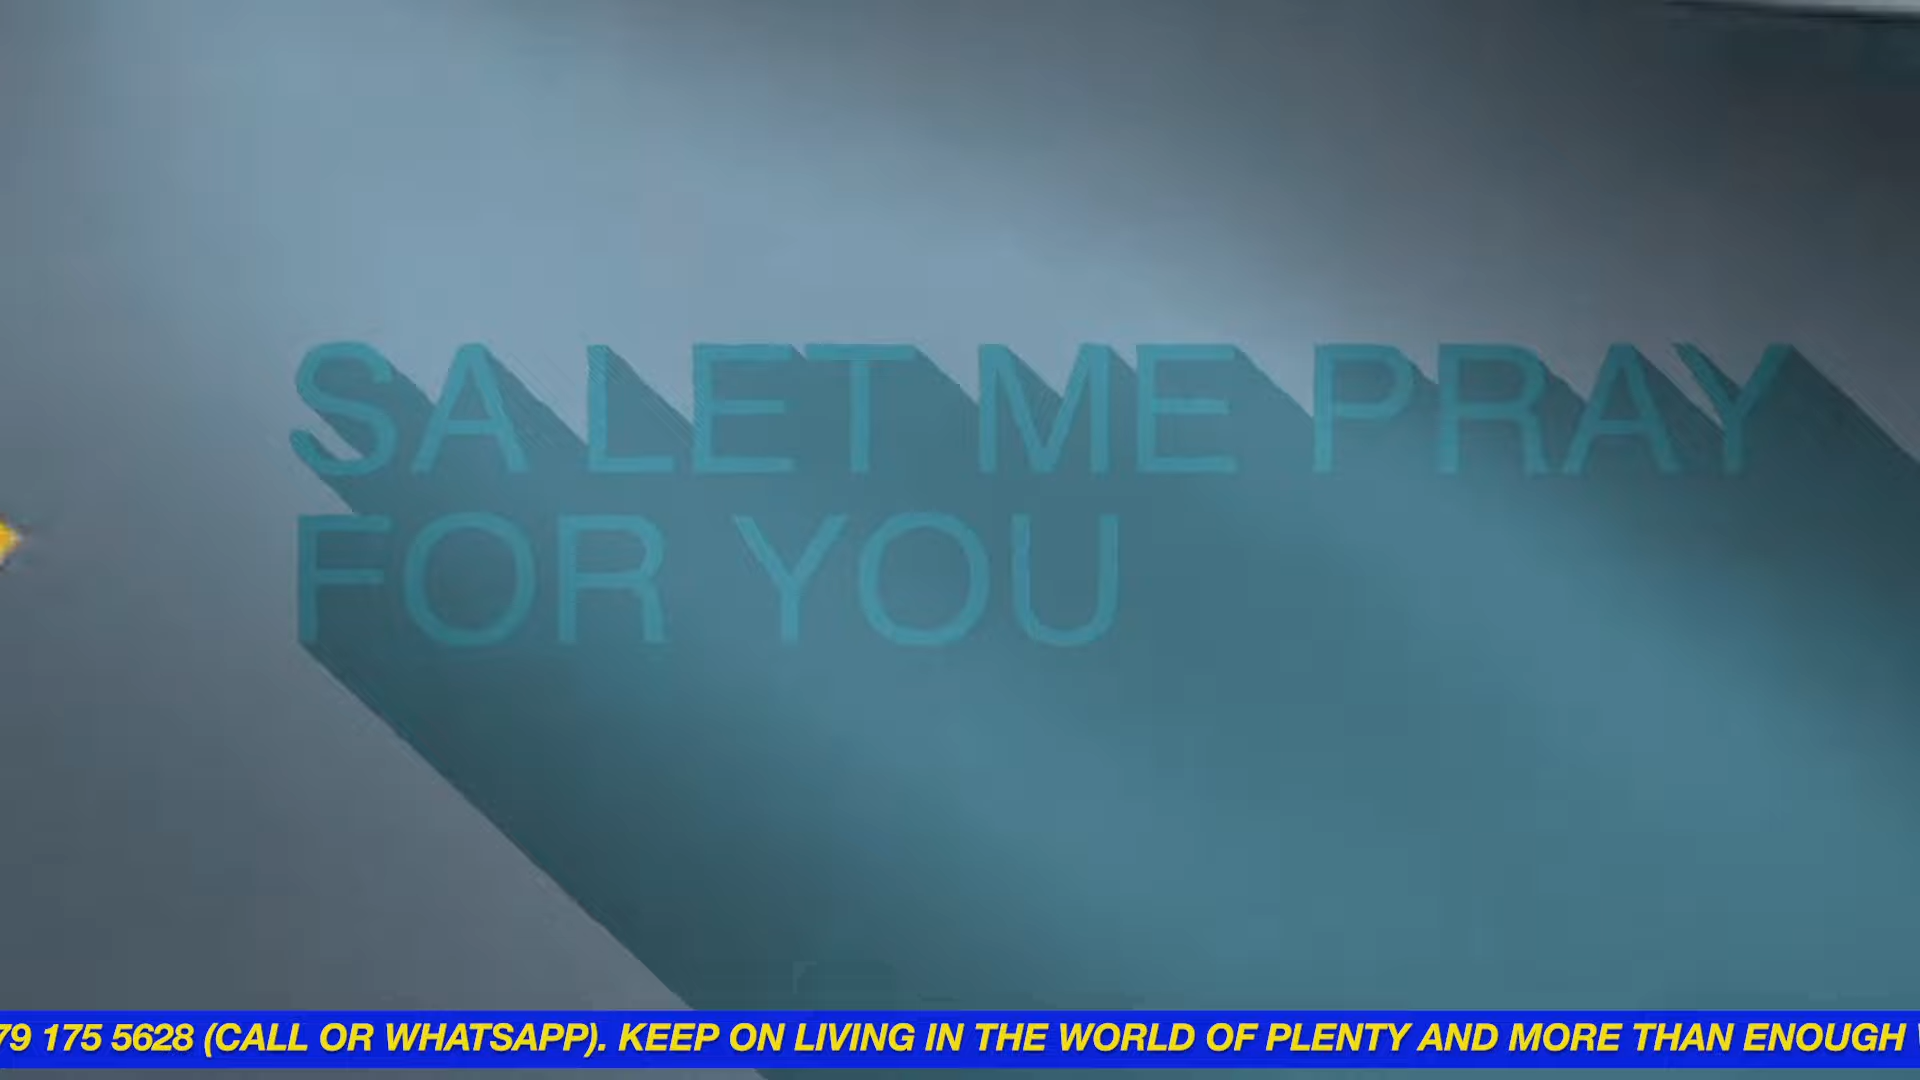 SA LET ME PRAY
FOR YOU
79 175 5628 (CALL OR WHATSAPP). KEEP ON LIVING IN THE WORLD OF PLENTY AND MORE THAN ENOUGH